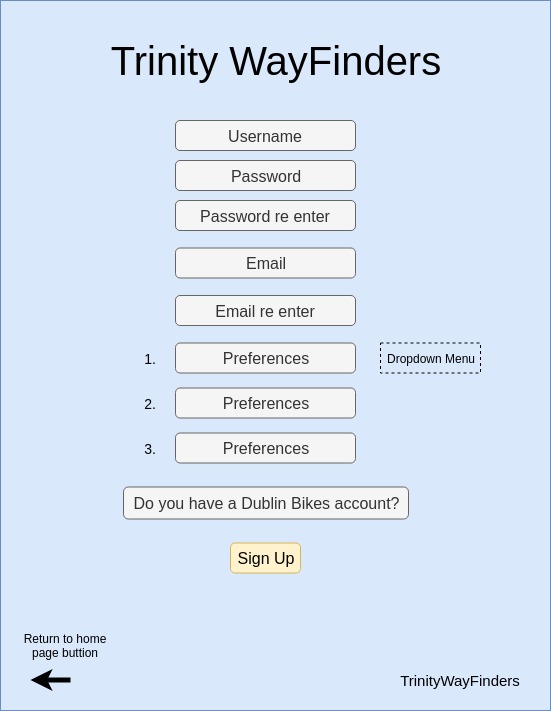 Trinity WayFinders
Username
Password
Password re enter
Email
Email re enter
1. Preferences Dropdown Menu
2. Preferences
3. Preferences
Do you have a Dublin Bikes account?
Sign Up
Return to home
page buttion
TrinityWayFinders